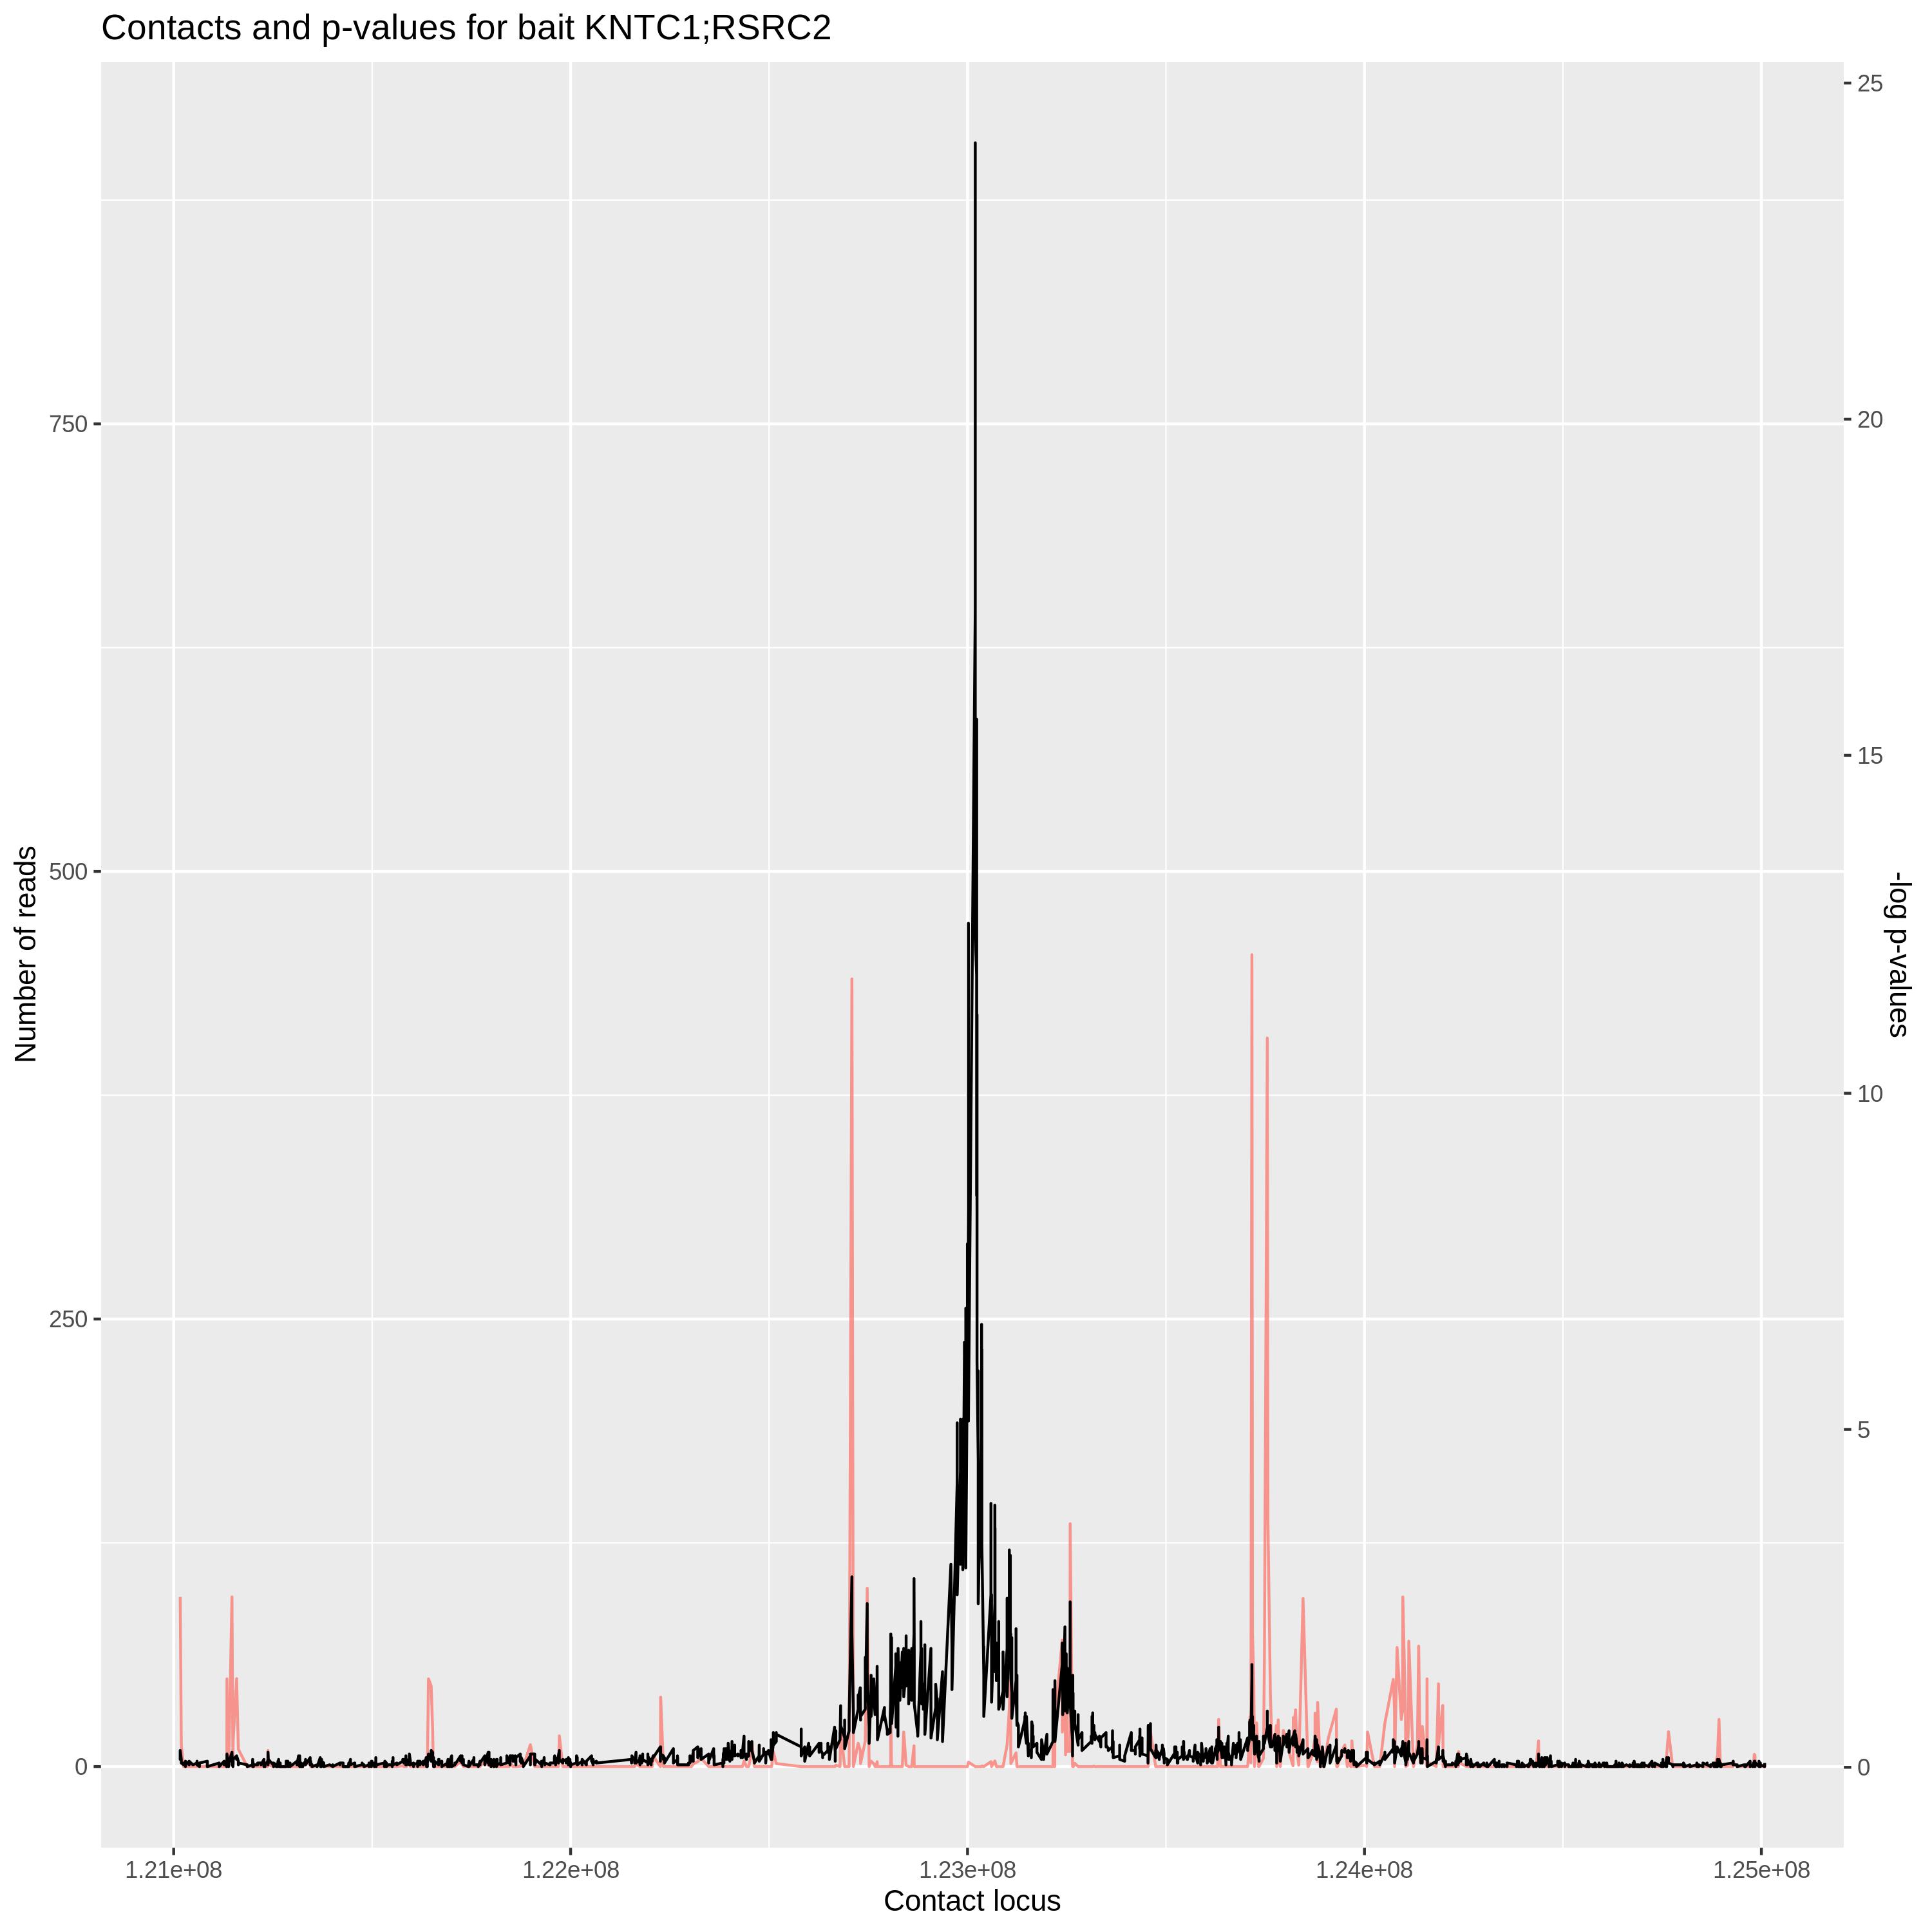 Contacts and p-values for bait KNTC1;RSRC2
25
750
20
15
500
10
250
5
0
0
Number of reads
-log p-values
1.21e+08 1.22e+08 1.23e+08 1.24e+08 1.25e+08
Contact locus